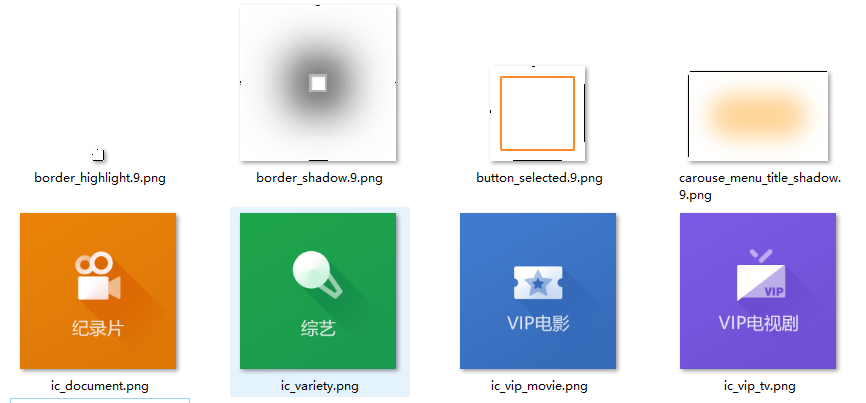 border_highlight.9.png
border_shadow.9.png
button_selected.9.png
carouse_menu_title_shadow.
9.png
纪录片
综艺
VIP电影
VIP
VIP电视剧
ic_document.png
ic_variety.png
ic_vip_movie.png
ic_vip_tv.png